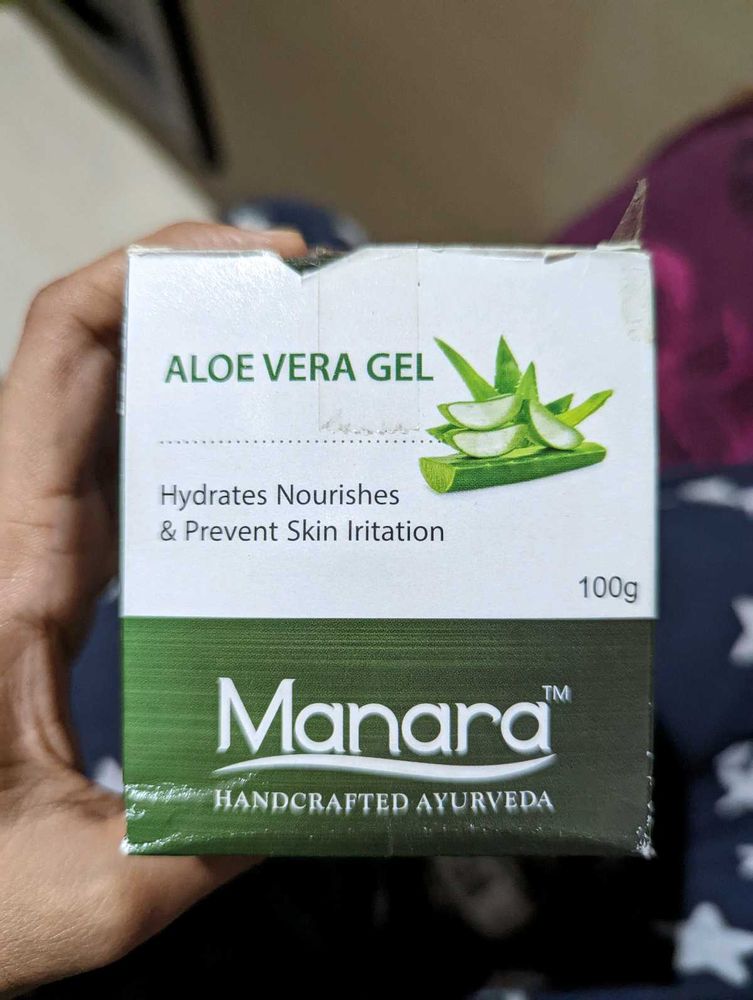 ALOE VERA GEL
Hydrates Nourishes
& Prevent Skin Iritation
100g
Manara™
HANDCRAFTED AYURVEDA